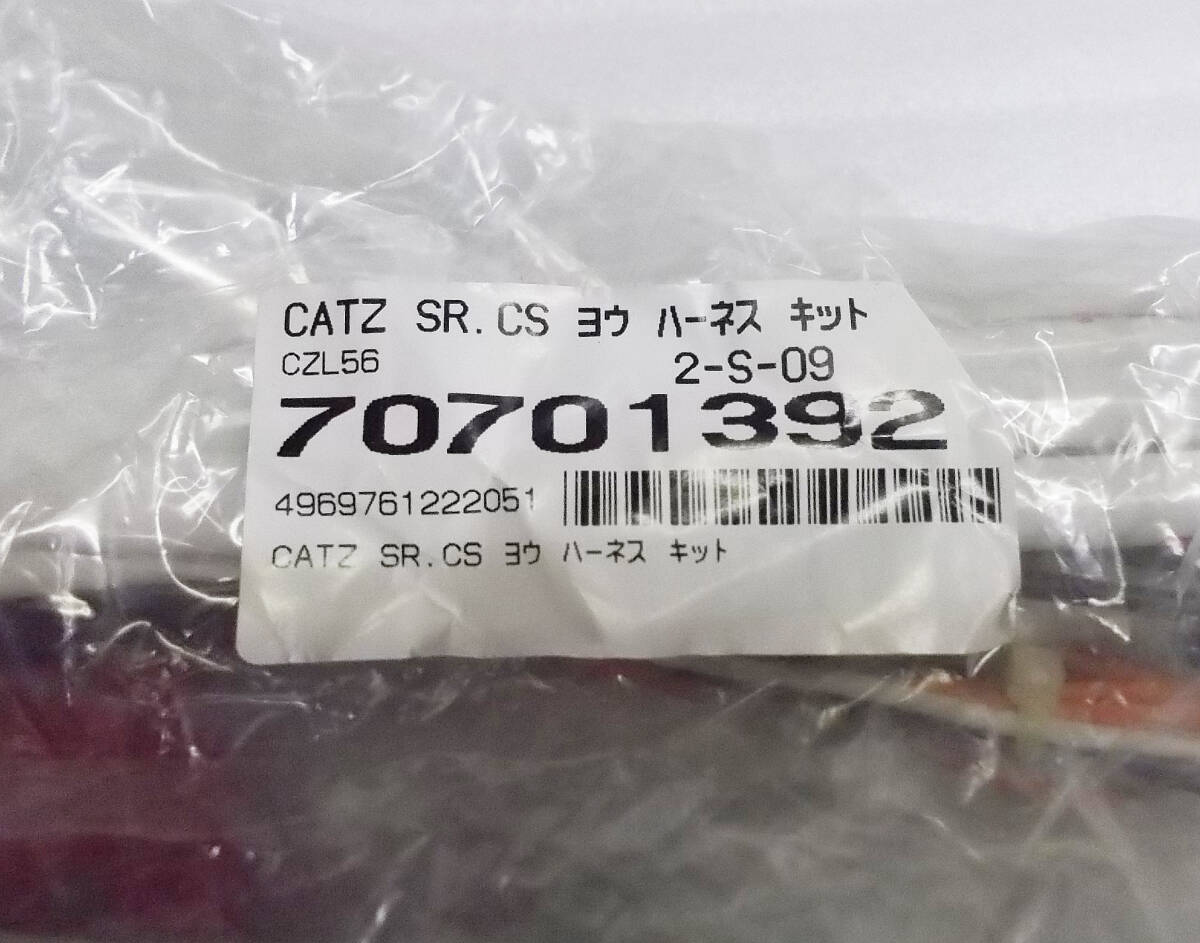 CATZ SR.CS ヨウ ハーネス キット
CZL56 2-S-09
70701392
4969761222051
CATZ SR.CS ヨウ ハーネス キット